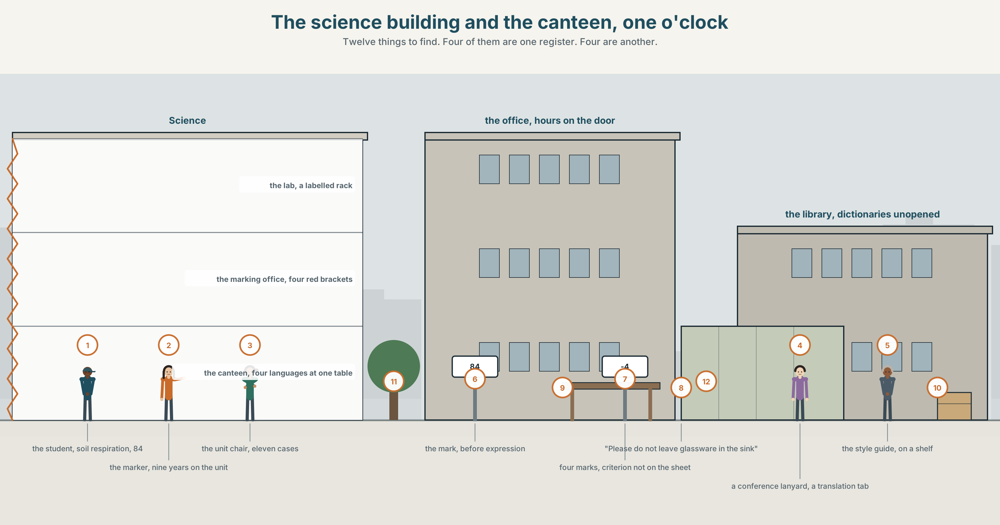 The science building and the canteen, one o'clock
Twelve things to find. Four of them are one register. Four are another.
Science
the office, hours on the door
the lab, a labelled rack
the library, dictionaries unopened
the marking office, four red brackets
1
2
3
4
5
84
-4
the canteen, four languages at one table
11
6
9
7
8
12
10
the student, soil respiration, 84
the unit chair, eleven cases
the mark, before expression
"Please do not leave glassware in the sink"
the style guide, on a shelf
the marker, nine years on the unit
four marks, criterion not on the sheet
a conference lanyard, a translation tab